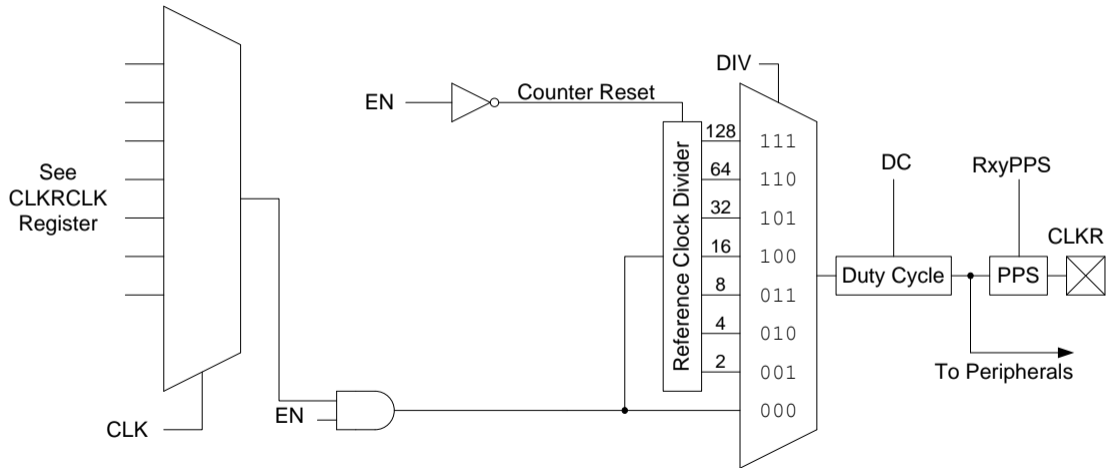 DIV
EN
Counter Reset
See
CLKRCLK
Register
Reference Clock Divider
128
64
32
16
8
4
2
111
110
101
100
011
010
001
000
DC
RxyPPS
CLKR
Duty Cycle
PPS
To Peripherals
EN
CLK